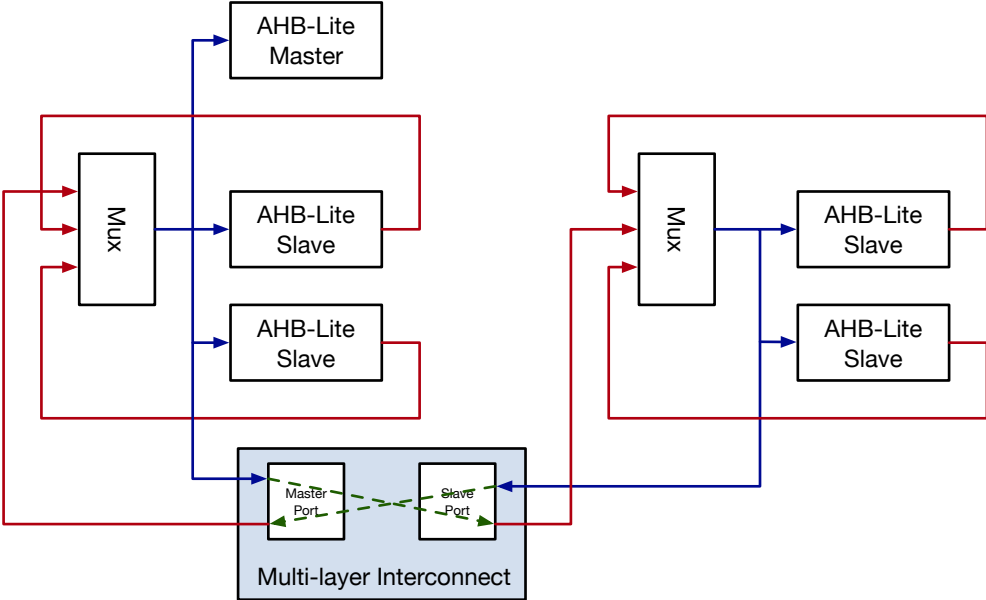 AHB-Lite
Master
Mux
AHB-Lite
Slave
AHB-Lite
Slave
Mux
AHB-Lite
Slave
AHB-Lite
Slave
Master
Port
Slave
Port
Multi-layer Interconnect